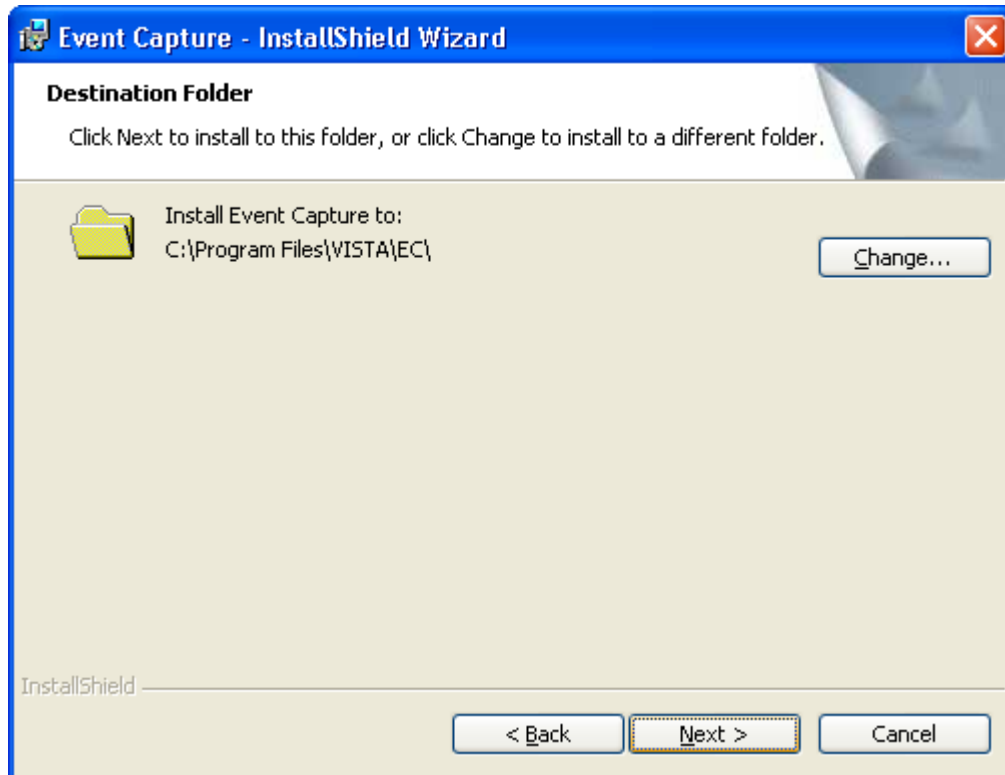 Event Capture - InstallShield Wizard
Destination Folder
Click Next to install to this folder, or click Change to install to a different folder.
Install Event Capture to:
C:\Program Files\VISTA\EC\
Change...
InstallShield
< Back
Next >
Cancel